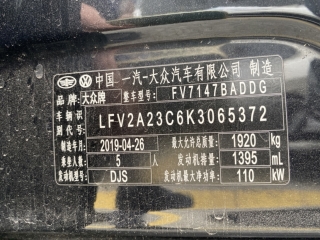 中国 一汽-大众汽车有限公司 制造
品牌 大众牌 整车型号 FV7147BADDG
车辆识别代号 LFV2A23C6K3065372
制造年月 2019-04-26 最大允许总质量 1920 kg
乘坐人数 5 人 发动机排量 1395 mL
发动机型号 DJS 发动机最大净功率 110 kW